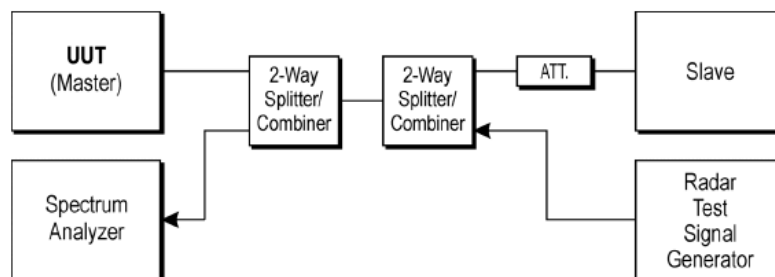 UUT
(Master)
2-Way
Splitter/
Combiner
2-Way
Splitter/
Combiner
ATT.
Slave
Spectrum
Analyzer
Radar
Test
Signal
Generator